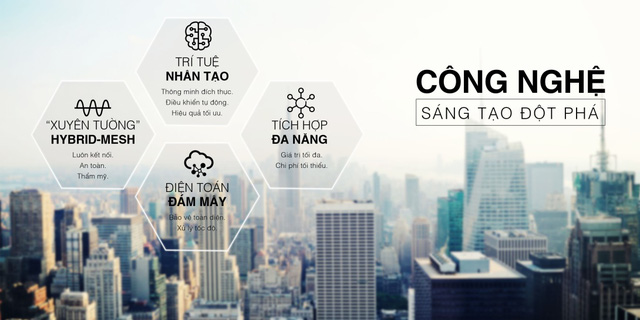 TRÍ TUỆ
NHÂN TẠO
Thông minh đích thực.
Điều khiển tự động.
Hiệu quả tối ưu.
“XUYÊN TƯỜNG”
HYBRID-MESH
Luôn kết nối.
An toàn.
Thẩm mỹ.
TÍCH HỢP
ĐA NĂNG
Giá trị tối đa.
Chi phí tối thiểu.
ĐIỆN TOÁN
ĐÁM MÂY
Bảo vệ toàn diện.
Xử lý tốc độ.
CÔNG NGHỆ
SÁNG TẠO ĐỘT PHÁ